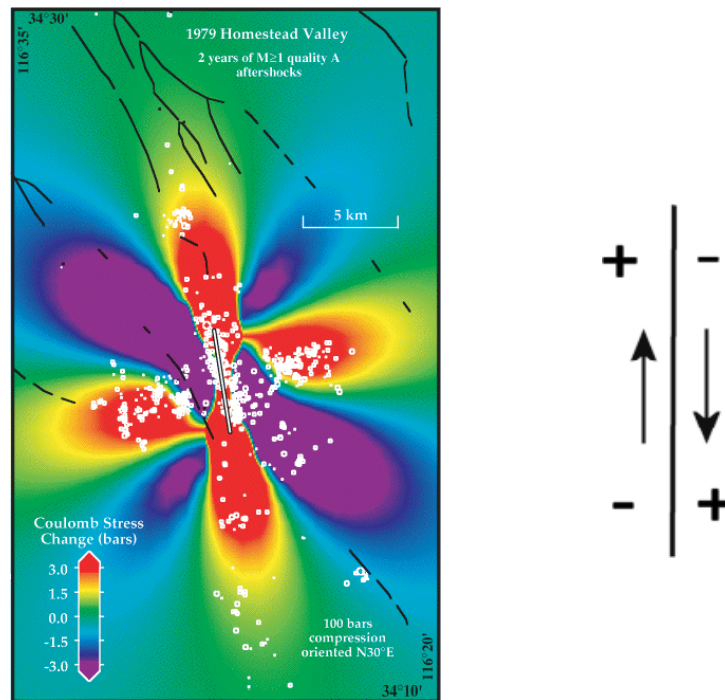 34°30'
116°35'
1979 Homestead Valley
2 years of M≥1 quality A
aftershocks
5 km
Coulomb Stress
Change (bars)
3.0
1.5
0.0
-1.5
-3.0
100 bars
compression
oriented N30°E
116°20'
34°10'
+ -
- +